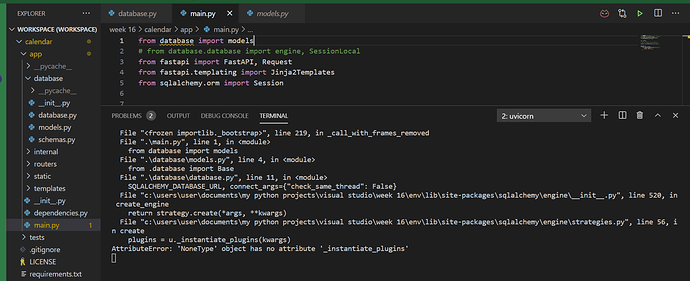 EXPLORER
...
database.py
main.py
X
models.py
WORKSPACE (WORKSPACE)
week 16 > calendar > app > main.py > ...
calendar
app
__pycache__
database
__pycache__
__init__.py
database.py
models.py
schemas.py
internal
routers
static
templates
__init__.py
dependencies.py
main.py 1
tests
.gitignore
LICENSE
requirements.txt
1 from database import models
2 # from database.database import engine, SessionLocal
3 from fastapi import FastAPI, Request
4 from fastapi.templating import Jinja2Templates
5 from sqlalchemy.orm import Session
6
7
PROBLEMS 2 OUTPUT DEBUG CONSOLE TERMINAL 2: uvicorn
File "<frozen importlib._bootstrap>", line 219, in _call_with_frames_removed
File ".\main.py", line 1, in <module>
from database import models
File ".\database\models.py", line 4, in <module>
from .database import Base
File ".\database\database.py", line 11, in <module>
SQLALCHEMY_DATABASE_URL, connect_args={"check_same_thread": False}
File "c:\users\user\documents\my python projects\visual studio\week 16\env\lib\site-packages\sqlalchemy\engine\__init__.py", line 520, in
create_engine
return strategy.create(*args, **kwargs)
File "c:\users\user\documents\my python projects\visual studio\week 16\env\lib\site-packages\sqlalchemy\engine\strategies.py", line 56, i
n create
plugins = u._instantiate_plugins(kwargs)
AttributeError: 'NoneType' object has no attribute '_instantiate_plugins'